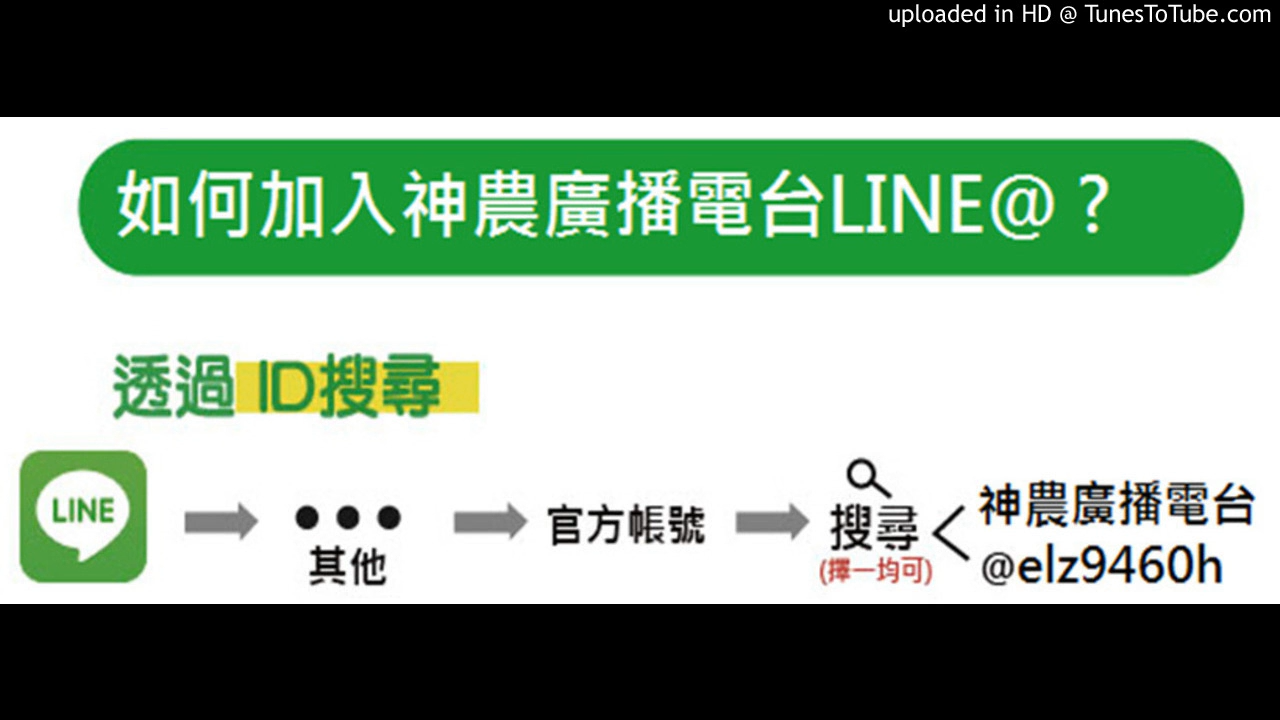 uploaded in HD @ TunesToTube.com
如何加入神農廣播電台LINE@？
透過 ID搜尋
LINE
其他
官方帳號
搜尋
(擇一均可)
神農廣播電台
@elz9460h